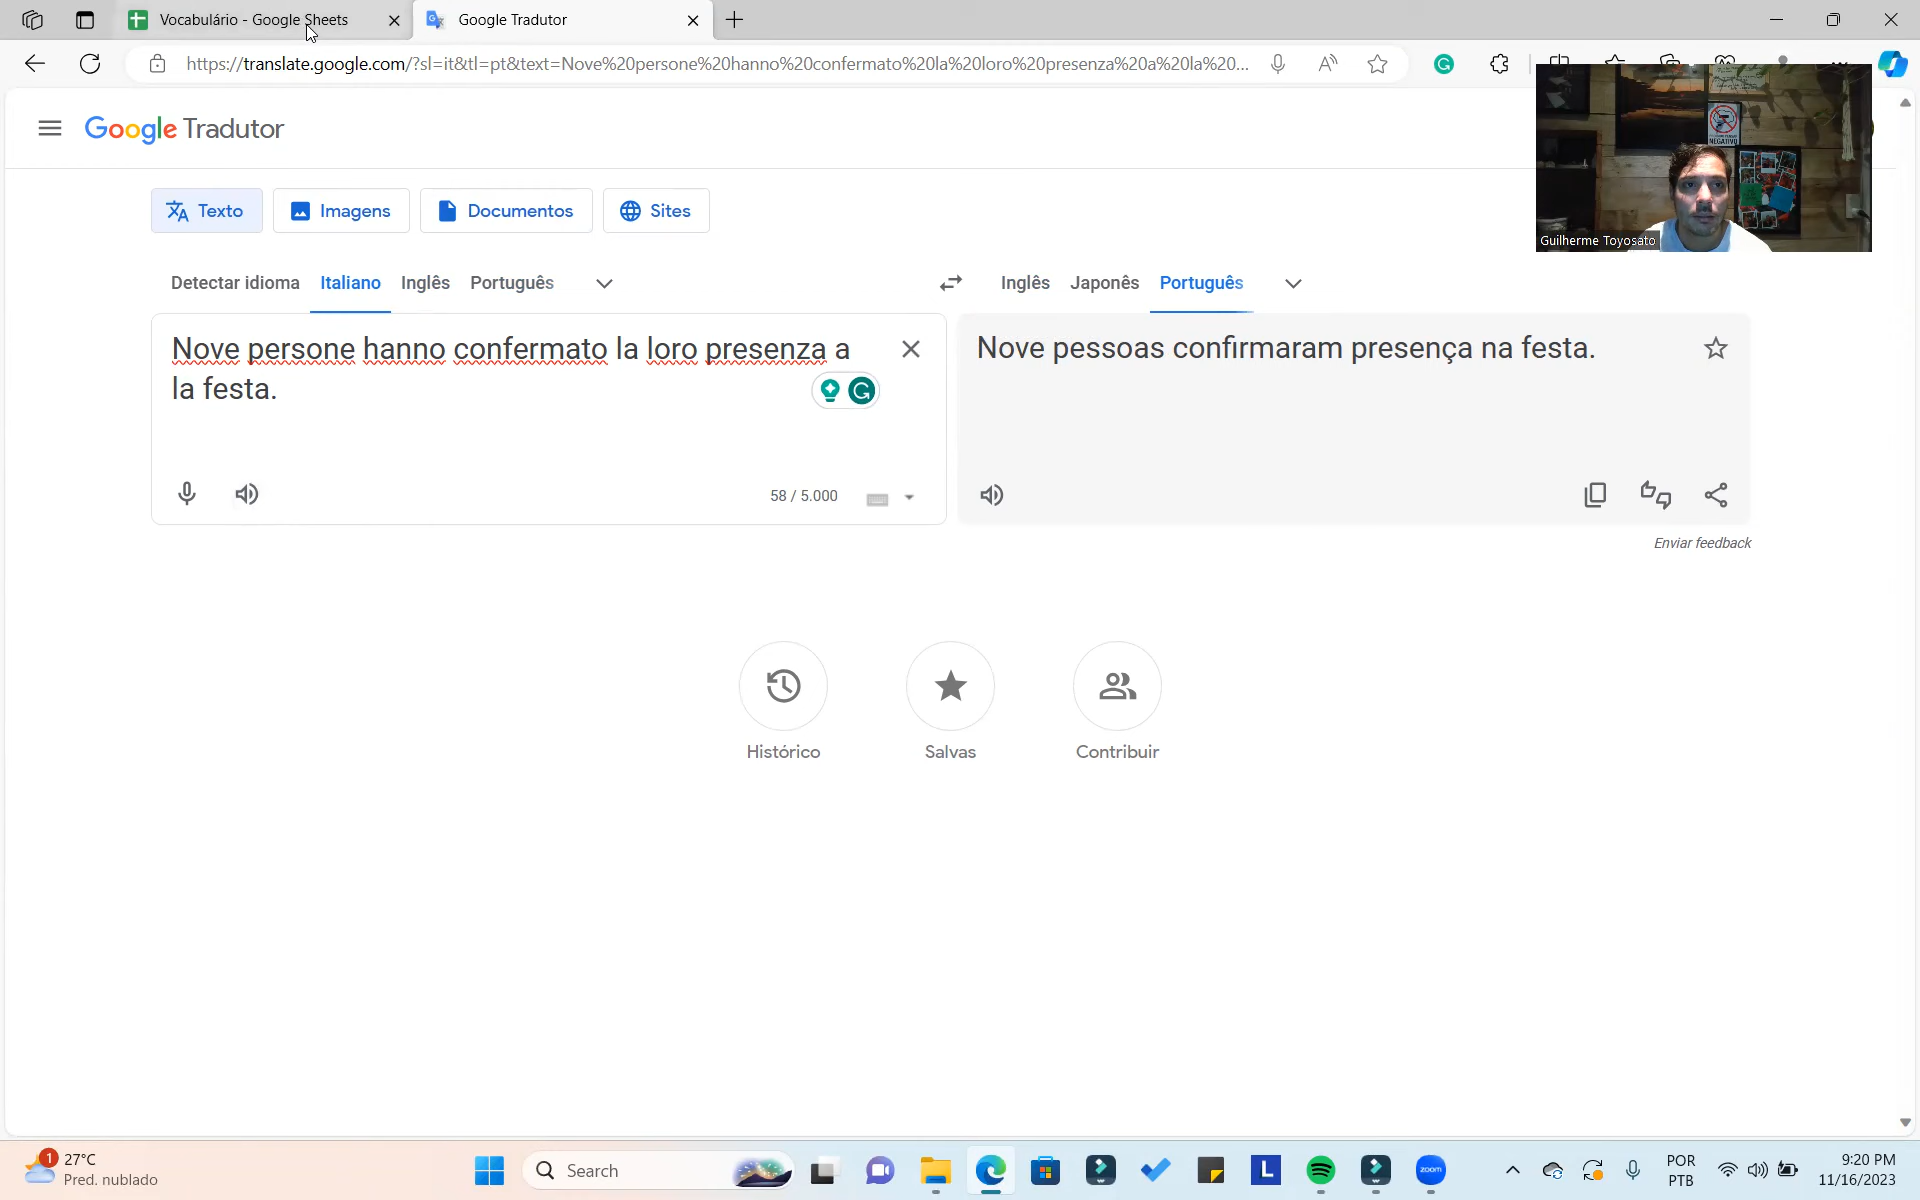 Vocabulário - Google Sheets
Google Tradutor
https://translate.google.com/?sl=it&tl=pt&text=Nove%20persone%20hanno%20confermato%20la%20loro%20presenza%20a%20la%20...
Google Tradutor
NEGATIVO
Guilherme Toyosato
Texto
Imagens
Documentos
Sites
Detectar idioma Italiano Inglês Português
Inglês Japonês Português
Nove persone hanno confermato la loro presenza a
la festa.
58 / 5.000
Nove pessoas confirmaram presença na festa.
Enviar feedback
Histórico
Salvas
Contribuir
1
27°C
Pred. nublado
Search
L
zoom
POR
PTB
9:20 PM
11/16/2023